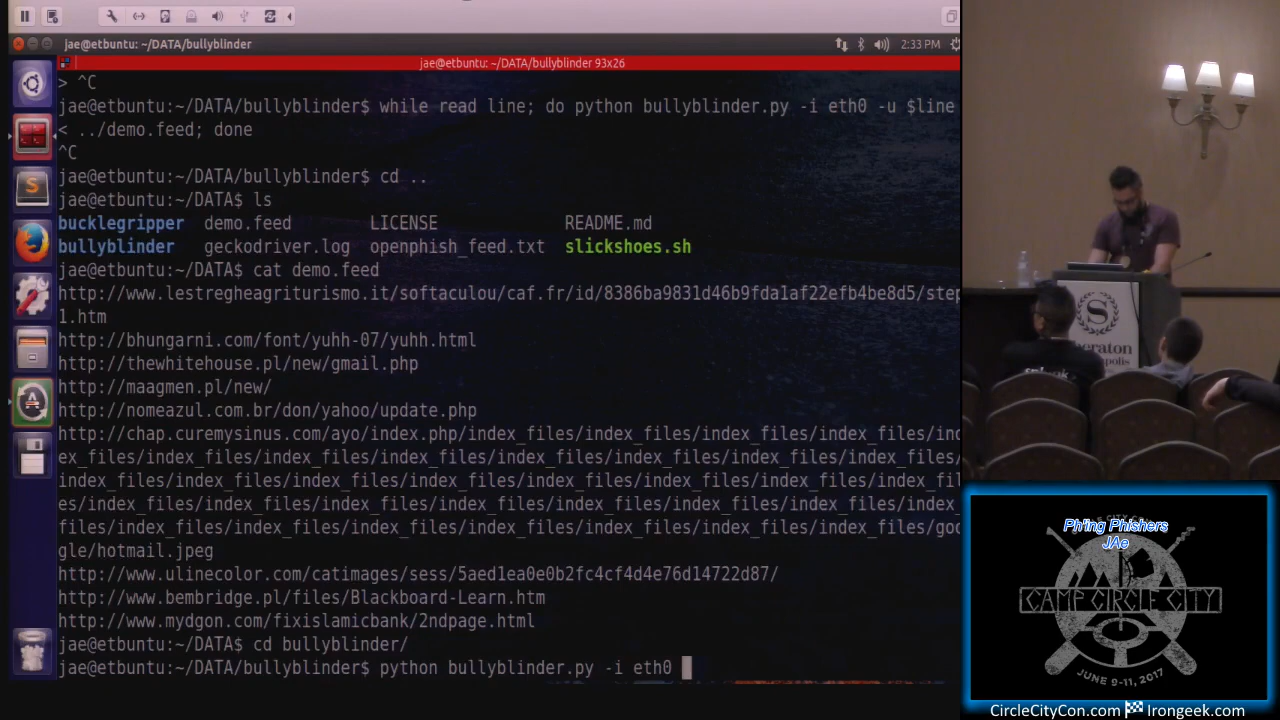 jae@etbuntu: ~/DATA/bullyblinder
2:33 PM
jae@etbuntu: ~/DATA/bullyblinder 93x26
> ^C
jae@etbuntu:~/DATA/bullyblinder$ while read line; do python bullyblinder.py -i eth0 -u $line
< ../demo.feed; done
^C
jae@etbuntu:~/DATA/bullyblinder$ cd ..
jae@etbuntu:~/DATA$ ls
bucklegripper demo.feed LICENSE README.md
bullyblinder geckodriver.log openphish_feed.txt slickshoes.sh
jae@etbuntu:~/DATA$ cat demo.feed
http://www.lestregheagriturismo.it/softaculou/caf.fr/id/8386ba9831d46b9fda1af22efb4be8d5/step
1.htm
http://bhungarni.com/font/yuhh-07/yuhh.html
http://thewhitehouse.pl/new/gmail.php
http://maagmen.pl/new/
http://nomeazul.com.br/don/yahoo/update.php
http://chap.curemysinus.com/ayo/index.php/index_files/index_files/index_files/index_files/ind
ex_files/index_files/index_files/index_files/index_files/index_files/index_files/index_files/
index_files/index_files/index_files/index_files/index_files/index_files/index_files/index_fil
es/index_files/index_files/index_files/index_files/index_files/index_files/index_files/index_
files/index_files/index_files/index_files/index_files/index_files/index_files/index_files/goo
gle/hotmail.jpeg
http://www.ulinecolor.com/catimages/sess/5aed1ea0e0b2fc4cf4d4e76d14722d87/
http://www.bembridge.pl/files/Blackboard-Learn.htm
http://www.mydgon.com/fixislamicbank/2ndpage.html
jae@etbuntu:~/DATA$ cd bullyblinder/
jae@etbuntu:~/DATA/bullyblinder$ python bullyblinder.py -i eth0
S
Ph'ing Phishers
JAe
CAMP CIRCLE CITY
JUNE 9-11, 2017
CircleCityCon.com Irongeek.com